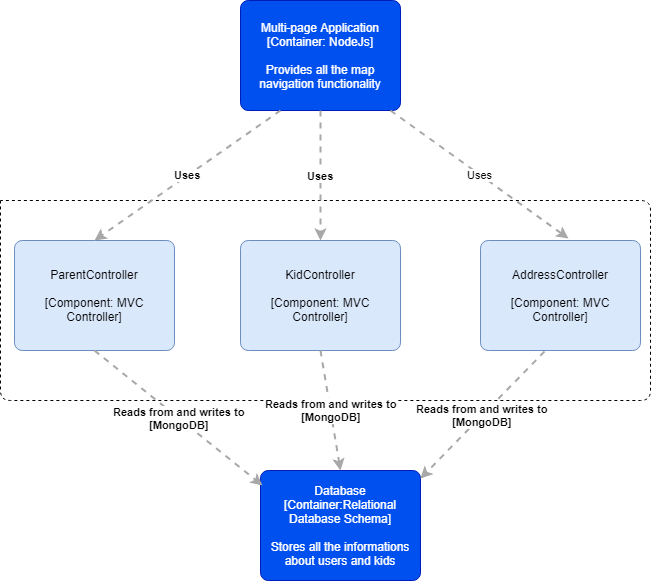 Multi-page Application
[Container: NodeJs]
Provides all the map
navigation functionality
Uses
Uses
Uses
ParentController
[Component: MVC
Controller]
KidController
[Component: MVC
Controller]
AddressController
[Component: MVC
Controller]
Reads from and writes to
[MongoDB]
Reads from and writes to
[MongoDB]
Reads from and writes to
[MongoDB]
Database
[Container:Relational
Database Schema]
Stores all the informations
about users and kids